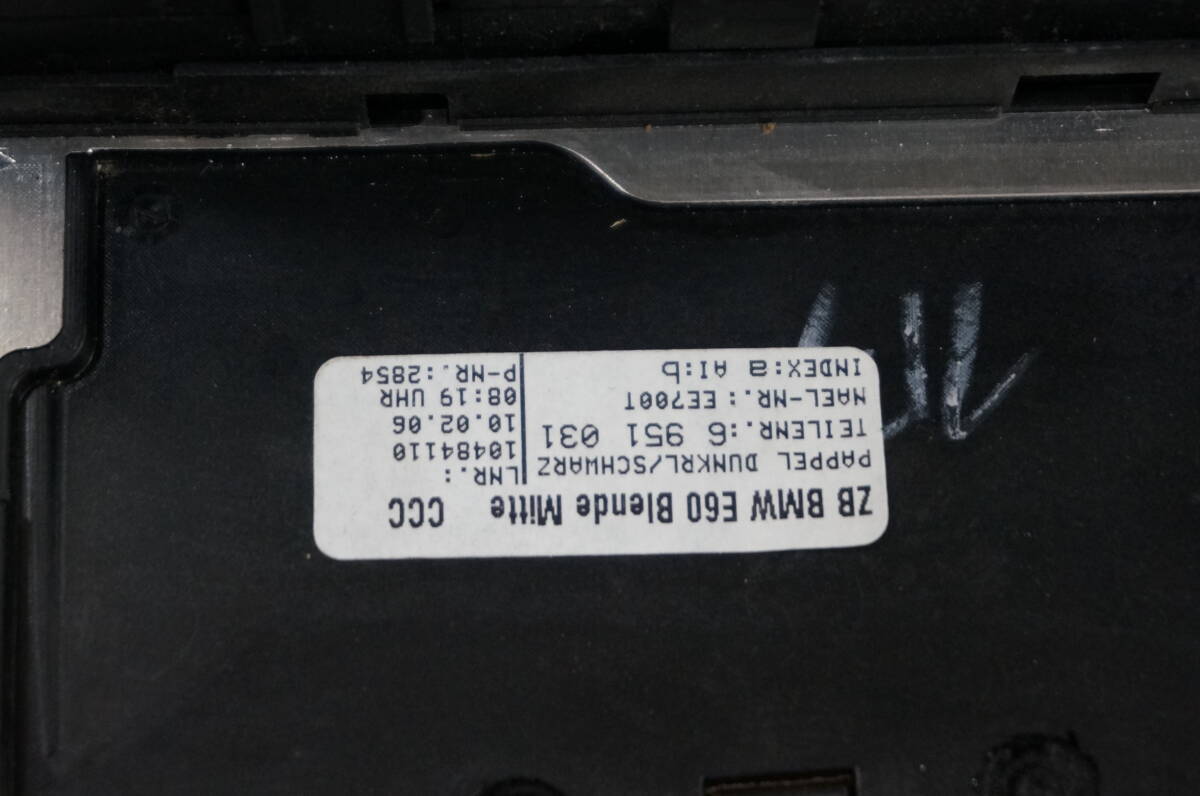 ZB BMW E60 Blende Mitte CCC
PAPPEL DUNKRL/SCHWARZ
TEILENR.:6 951 031
NAEL-NR.: EE700T
INDEX:a AI:b
LNR.:
10484110
10.02.06
08:19 UHR
P-NR.:2854